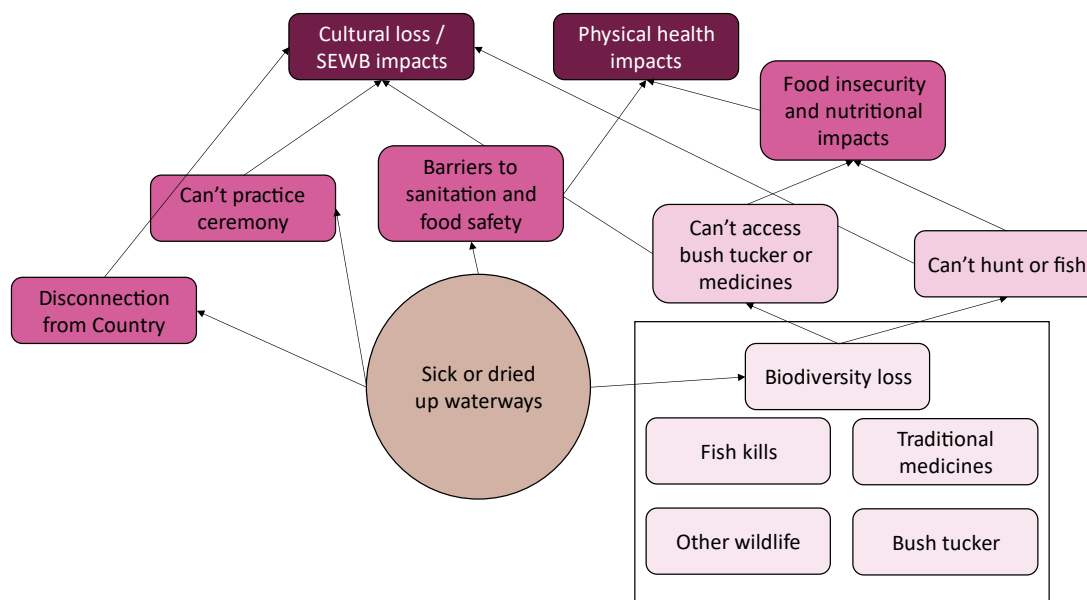 Cultural loss /
SEWB impacts
Physical health
impacts
Food insecurity
and nutritional
impacts
Barriers to
sanitation and
food safety
Can’t practice
ceremony
Can’t access
bush tucker or
medicines
Can’t hunt or fish
Disconnection
from Country
Sick or dried
up waterways
Biodiversity loss
Fish kills
Traditional
medicines
Other wildlife
Bush tucker